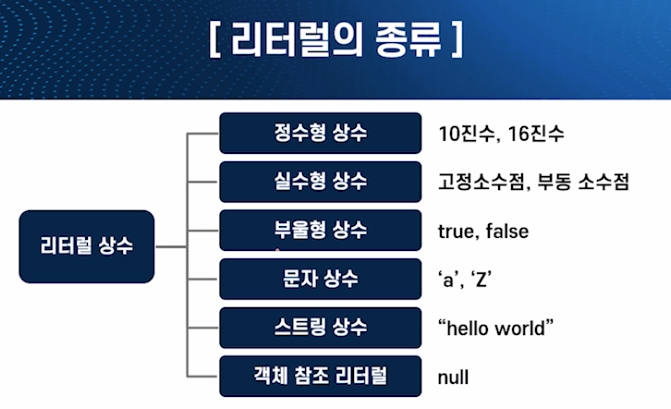 [ 리터럴의 종류 ]
리터럴 상수
정수형 상수 10진수, 16진수
실수형 상수 고정소수점, 부동 소수점
부울형 상수 true, false
문자 상수 ‘a’, ‘Z’
스트링 상수 “hello world”
객체 참조 리터럴 null